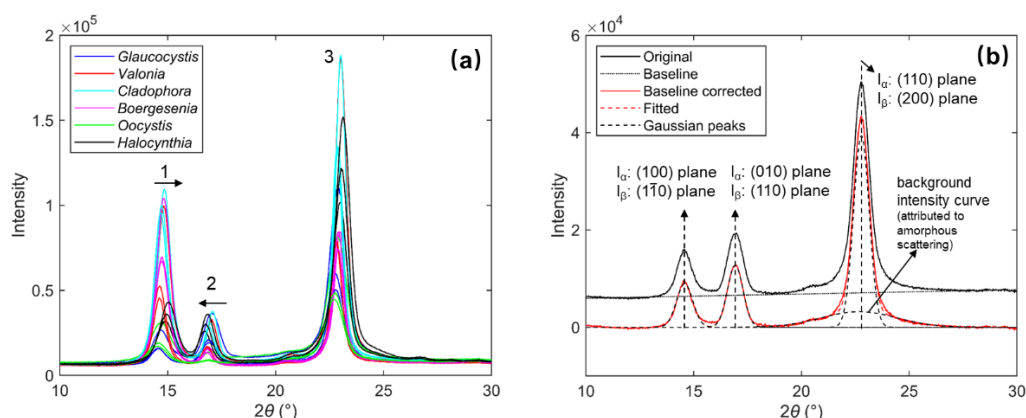 ×10⁵
(a)
2
1.5
1
0.5
0
Intensity
Glaucocystis
Valonia
Cladophora
Boergesenia
Oocystis
Halocynthia
1
2
3
10
15
20
25
30
2θ (°)
×10⁴
(b)
6
4
2
0
Intensity
Original
Baseline
Baseline corrected
Fitted
Gaussian peaks
Iα: (110) plane
Iβ: (200) plane
Iα: (100) plane
Iβ: (11̅0) plane
Iα: (010) plane
Iβ: (110) plane
background
intensity curve
(attributed to
amorphous
scattering)
10
15
20
25
30
2θ (°)